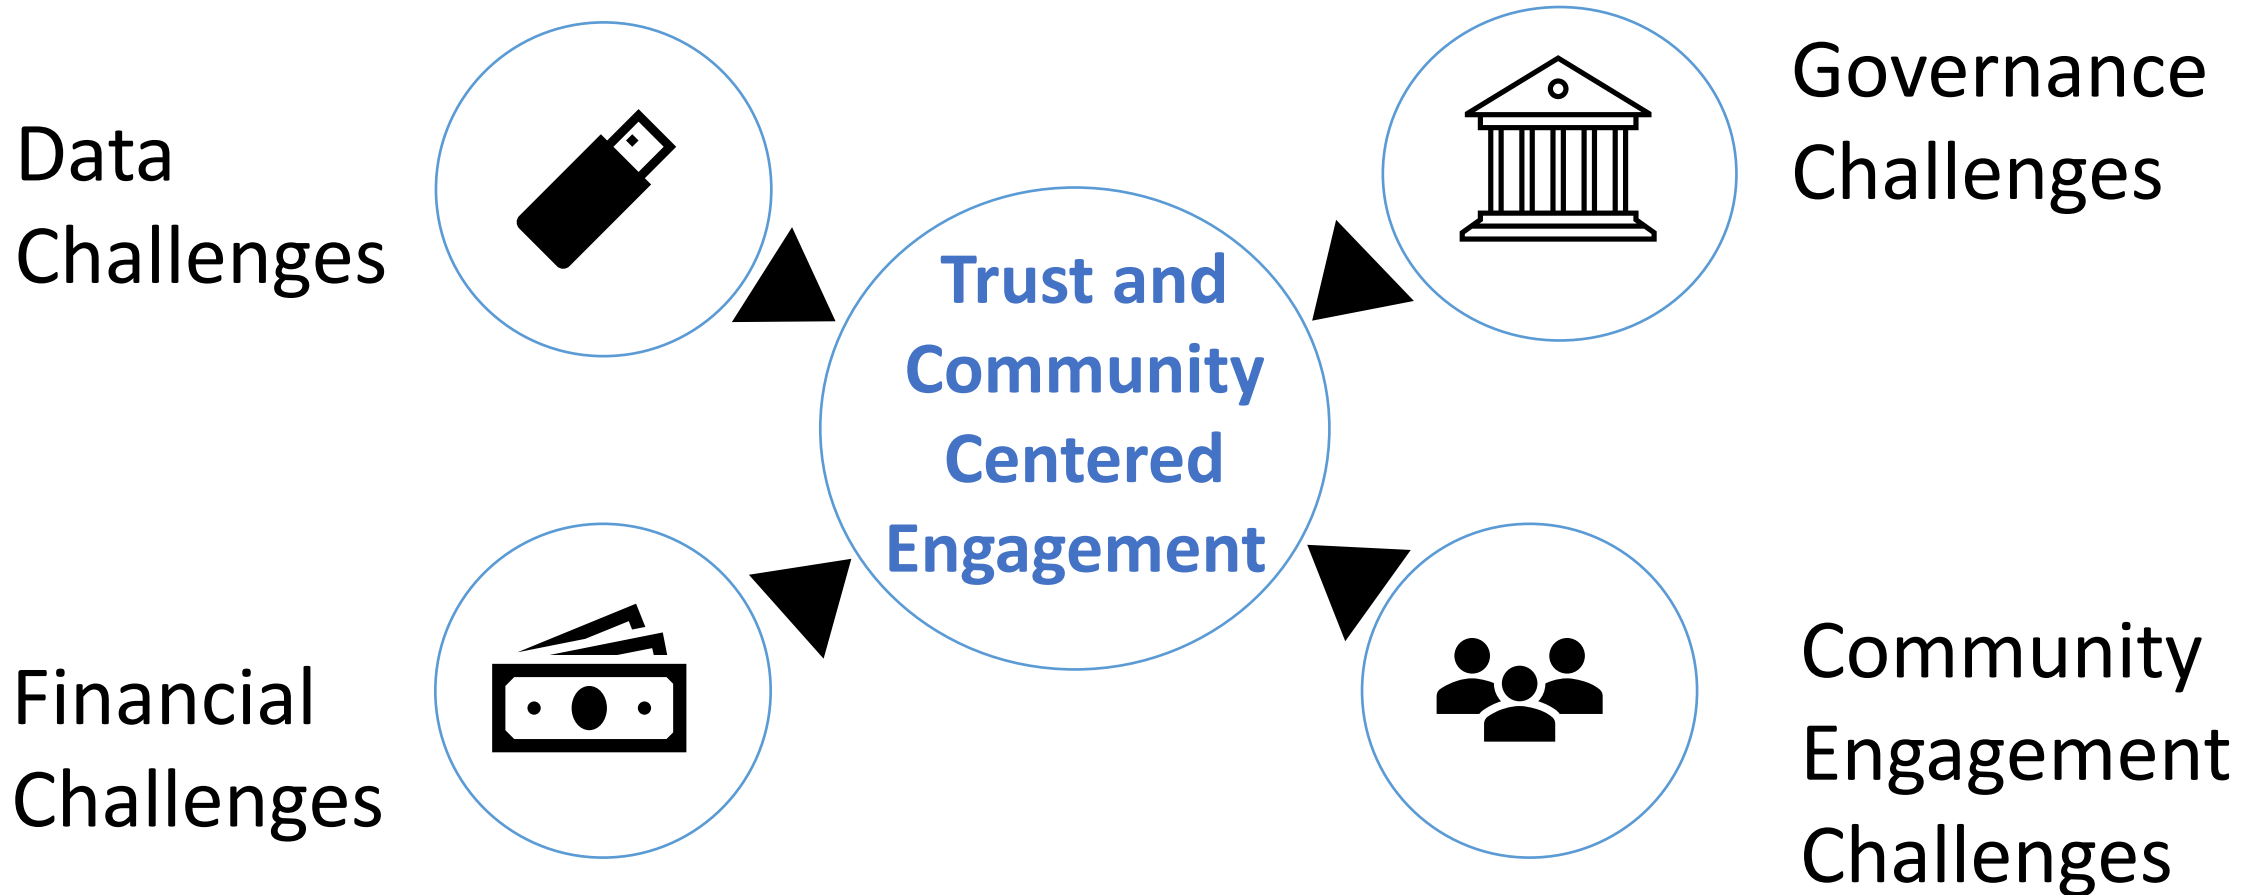 Data
Challenges
Governance
Challenges
Trust and
Community
Centered
Engagement
Financial
Challenges
Community
Engagement
Challenges